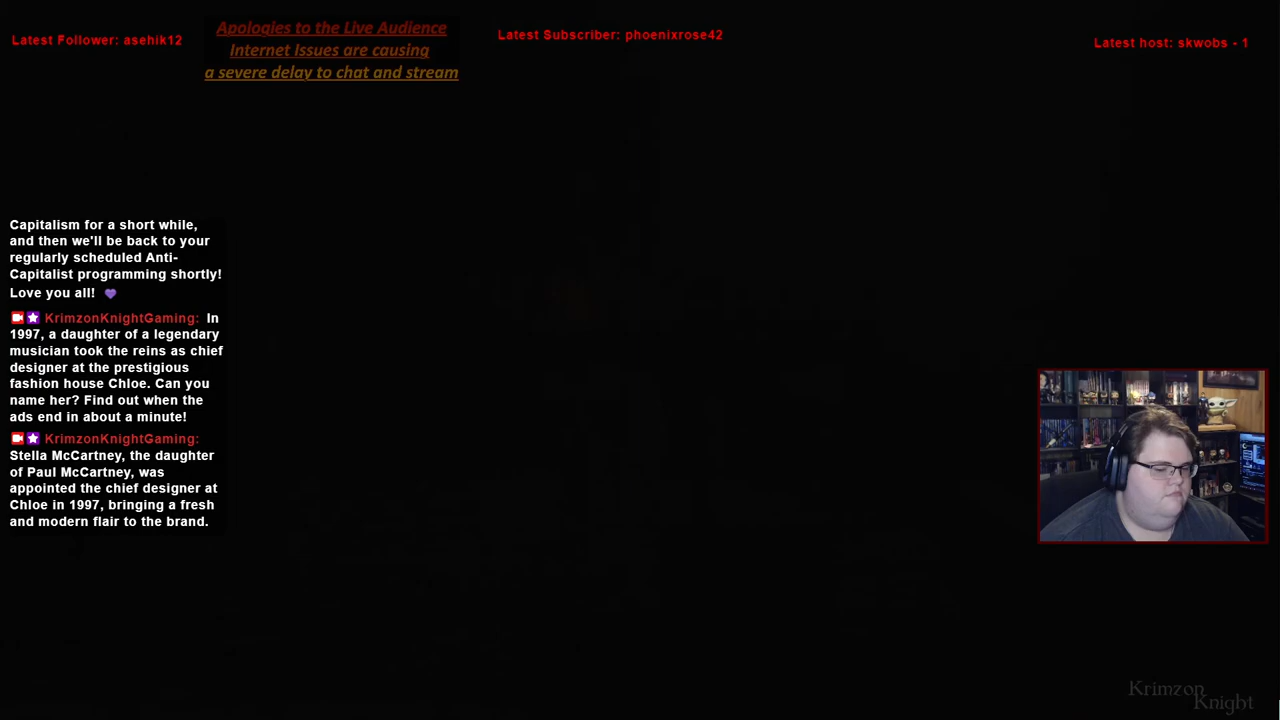 Latest Follower: asehik12
Apologies to the Live Audience
Internet Issues are causing
a severe delay to chat and stream
Latest Subscriber: phoenixrose42
Latest host: skwobs - 1
Capitalism for a short while,
and then we'll be back to your
regularly scheduled Anti-
Capitalist programming shortly!
Love you all!
KrimzonKnightGaming: In
1997, a daughter of a legendary
musician took the reins as chief
designer at the prestigious
fashion house Chloe. Can you
name her? Find out when the
ads end in about a minute!
KrimzonKnightGaming:
Stella McCartney, the daughter
of Paul McCartney, was
appointed the chief designer at
Chloe in 1997, bringing a fresh
and modern flair to the brand.
Krimzon
Knight